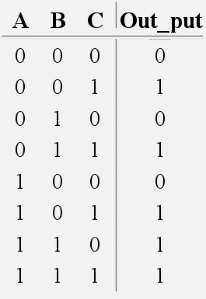 A B C Out_put
0 0 0 0
0 0 1 1
0 1 0 0
0 1 1 1
1 0 0 0
1 0 1 1
1 1 0 1
1 1 1 1